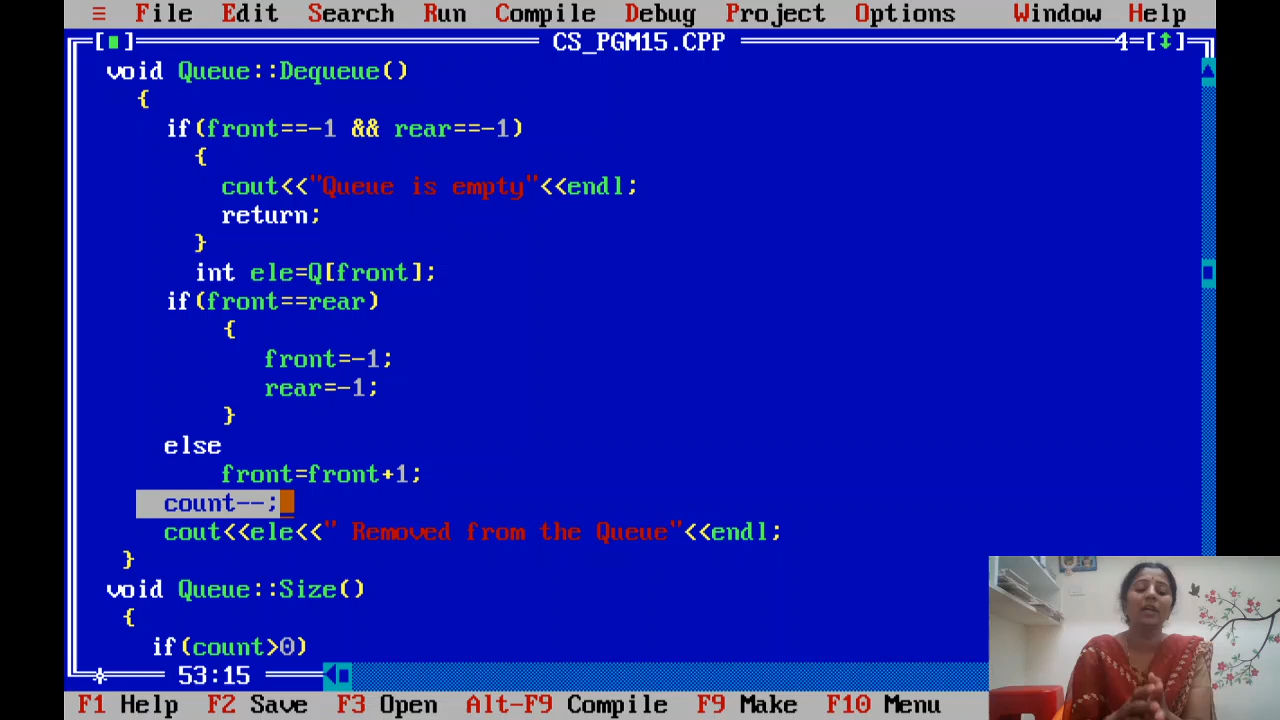 ≡ File Edit Search Run Compile Debug Project Options Window Help
[■] CS_PGM15.CPP 4=[↕]
void Queue::Dequeue()
{
if(front==-1 && rear==-1)
{
cout<<"Queue is empty"<<endl;
return;
}
int ele=Q[front];
if(front==rear)
{
front=-1;
rear=-1;
}
else
front=front+1;
count--;
cout<<ele<<" Removed from the Queue"<<endl;
}
void Queue::Size()
{
if(count>0)
53:15
F1 Help F2 Save F3 Open Alt-F9 Compile F9 Make F10 Menu